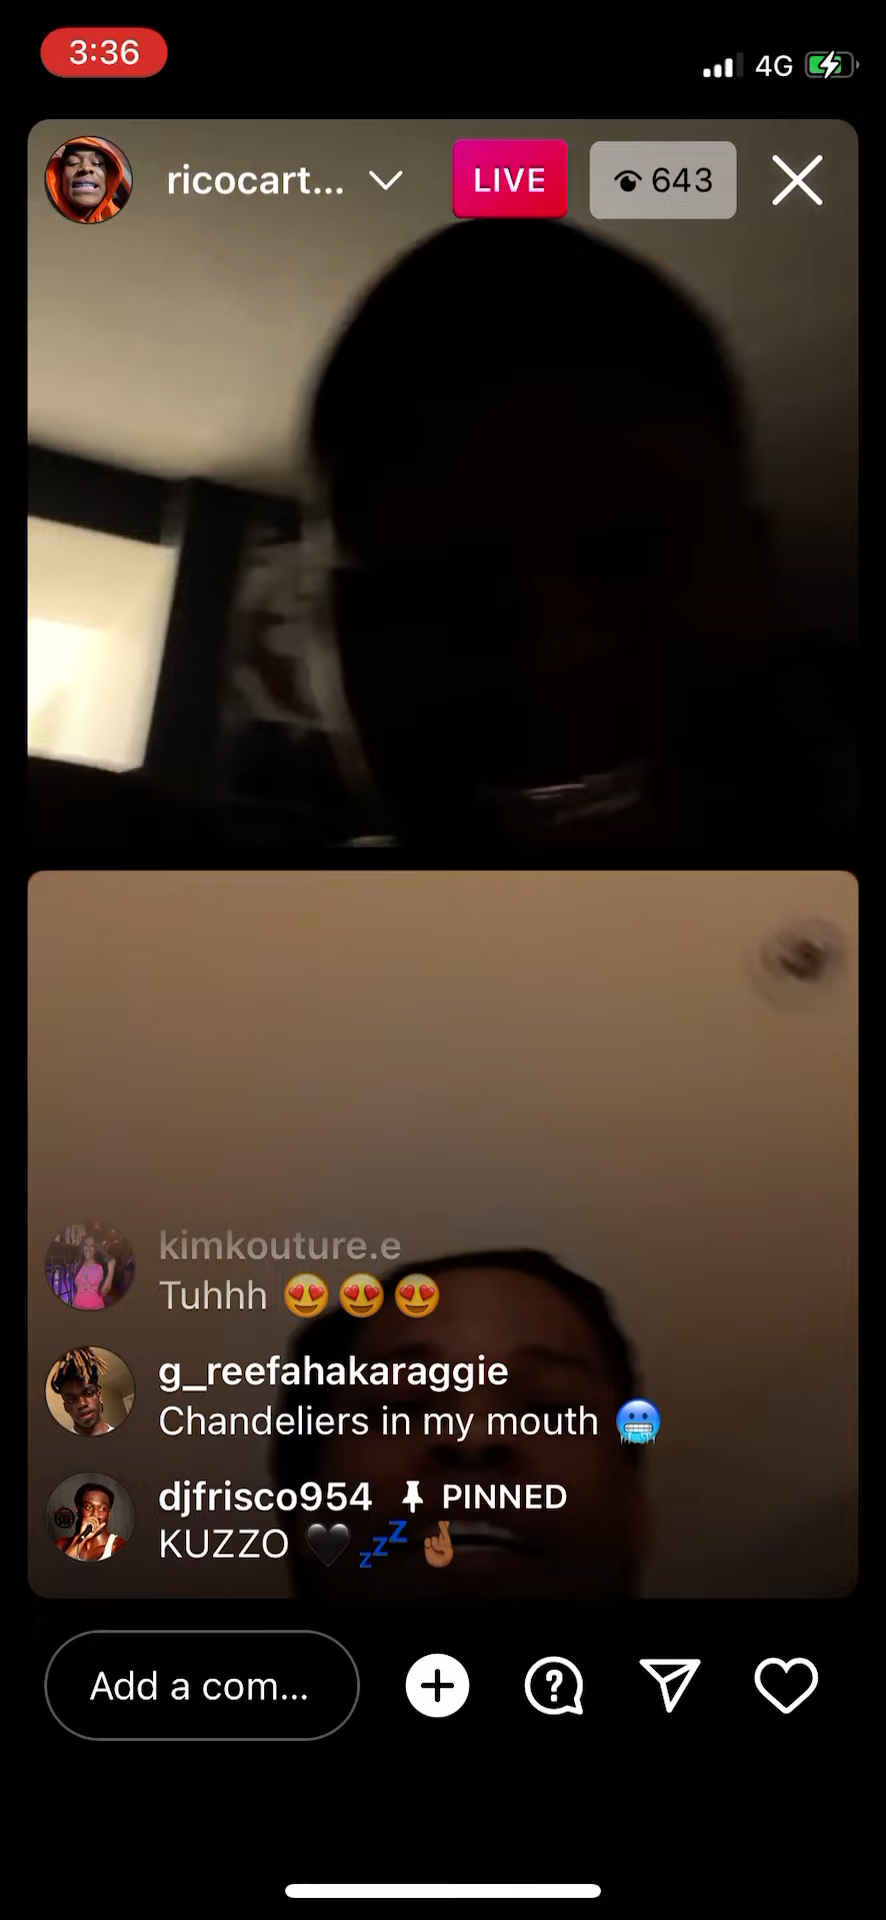 3:36
4G
ricocart...
LIVE
643
kimkouture.e
Tuhhh 😍😍😍
g_reefahakaraggie
Chandeliers in my mouth 🥶
djfrisco954 PINNED
KUZZO 🖤💤🤞🏽
Add a com...